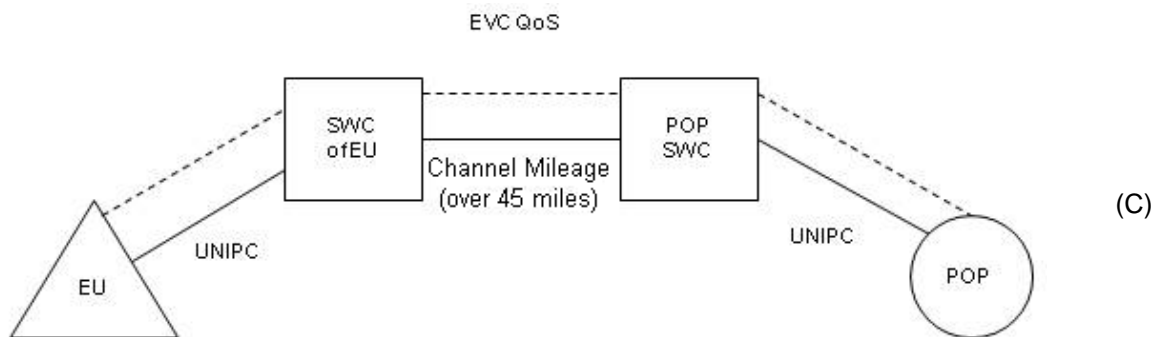 EVC QoS
SWC
ofEU
POP
SWC
Channel Mileage
(over 45 miles)
(C)
UNIPC
UNIPC
EU
POP